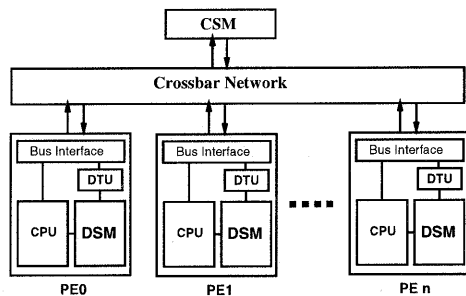 CSM
Crossbar Network
Bus Interface
DTU
CPU
DSM
PE0
Bus Interface
DTU
CPU
DSM
PE1
Bus Interface
DTU
CPU
DSM
PE n